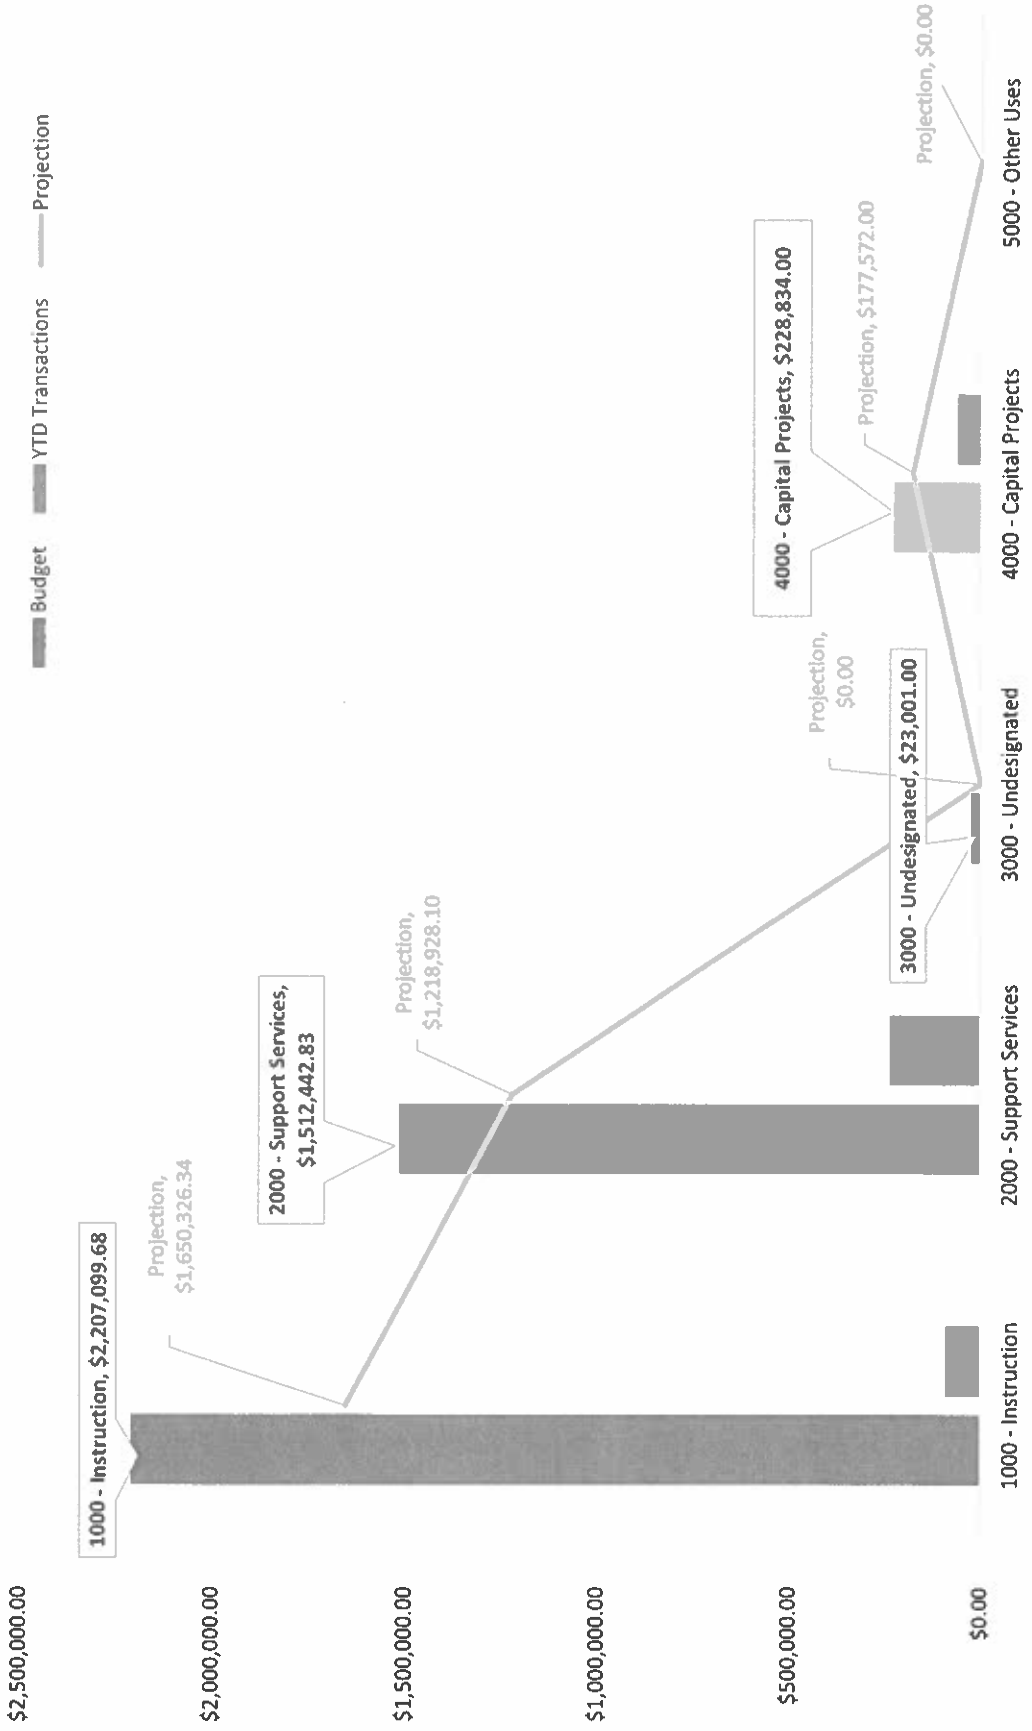 Budget
YTD Transactions
Projection
$2,500,000.00
$2,000,000.00
$1,500,000.00
$1,000,000.00
$500,000.00
$0.00
1000 - Instruction, $2,207,099.68
Projection,
$1,650,326.34
2000 - Support Services,
$1,512,442.83
Projection,
$1,218,928.10
3000 - Undesignated, $23,001.00
Projection,
$0.00
4000 - Capital Projects, $228,834.00
Projection, $177,572.00
Projection, $0.00
1000 - Instruction
2000 - Support Services
3000 - Undesignated
4000 - Capital Projects
5000 - Other Uses